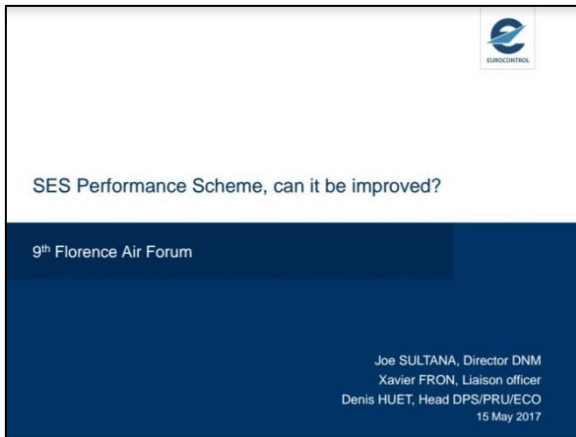 EUROCONTROL
SES Performance Scheme, can it be improved?
9th Florence Air Forum
Joe SULTANA, Director DNM
Xavier FRON, Liaison officer
Denis HUET, Head DPS/PRU/ECO
15 May 2017